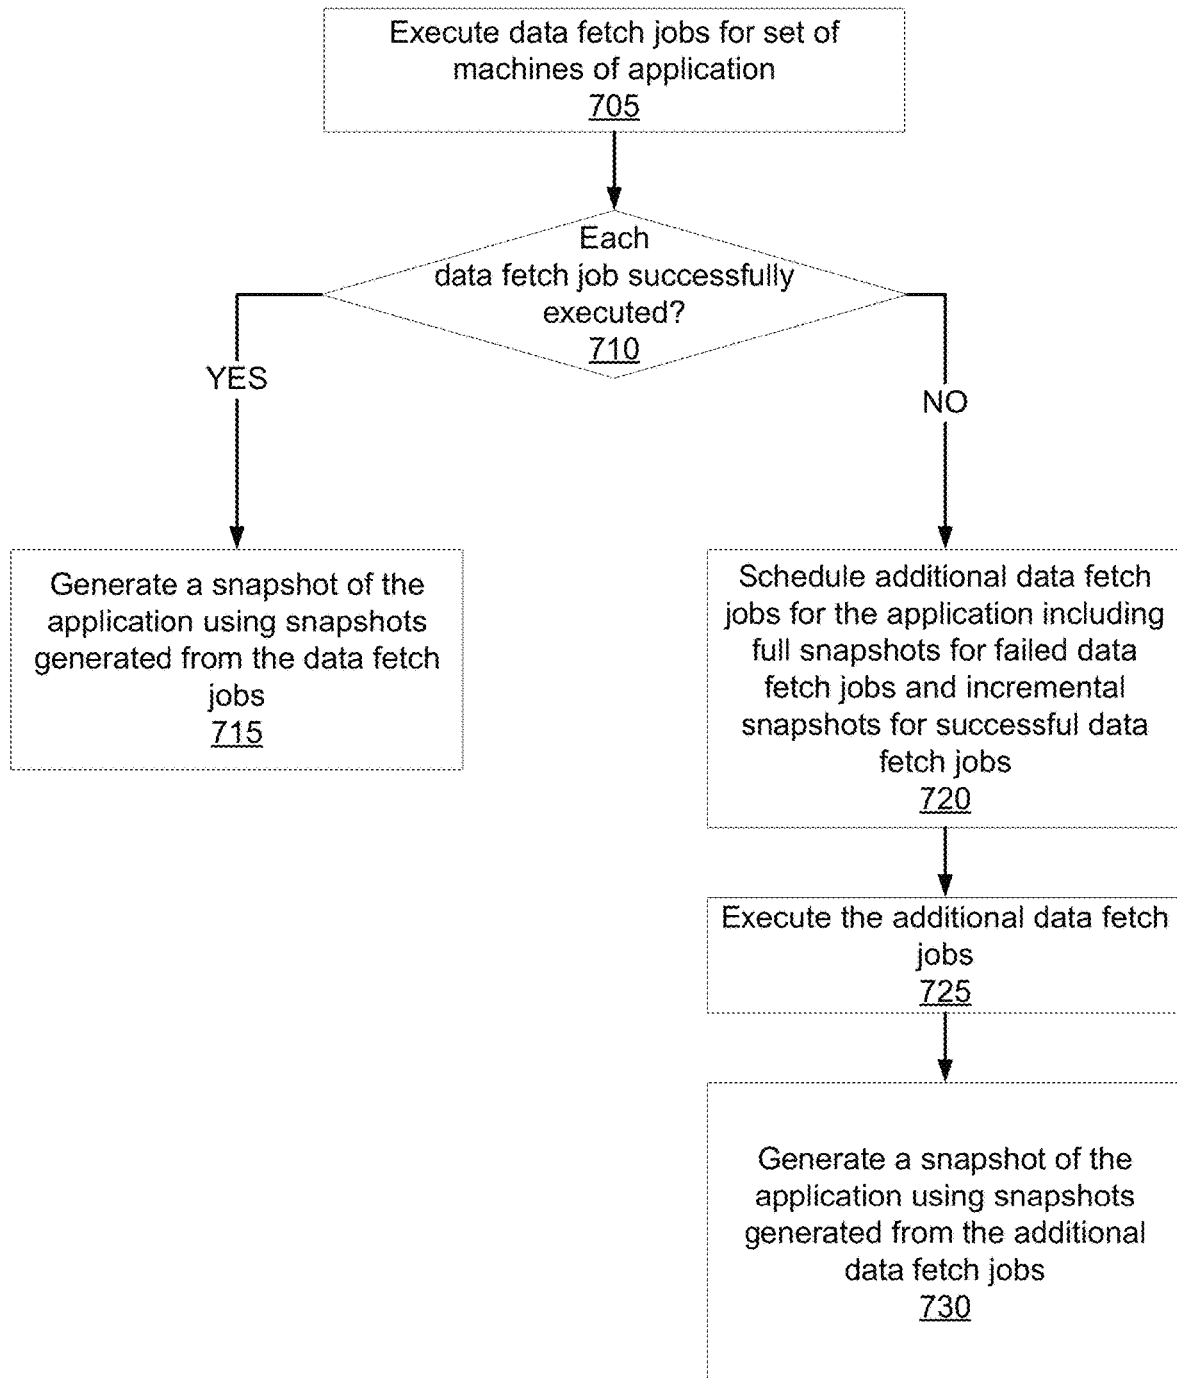 Execute data fetch jobs for set of
machines of application
705
Each
data fetch job successfully
executed?
710
YES
NO
Generate a snapshot of the
application using snapshots
generated from the data fetch
jobs
715
Schedule additional data fetch
jobs for the application including
full snapshots for failed data
fetch jobs and incremental
snapshots for successful data
fetch jobs
720
Execute the additional data fetch
jobs
725
Generate a snapshot of the
application using snapshots
generated from the additional
data fetch jobs
730